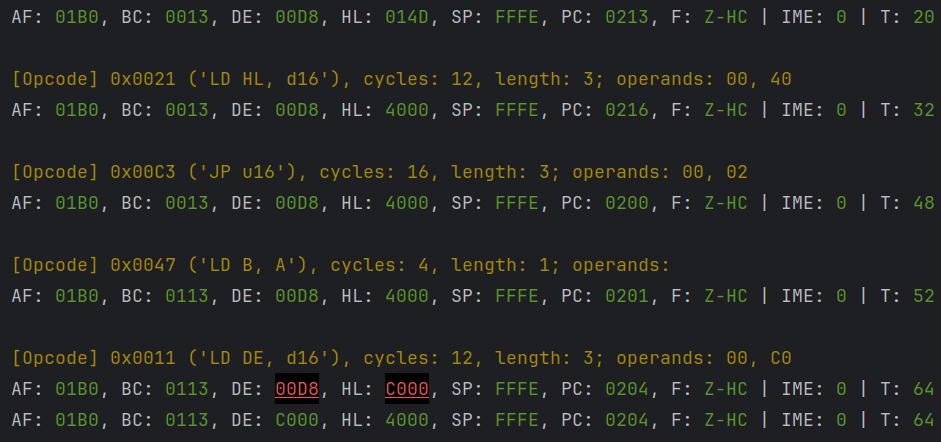 AF: 01B0, BC: 0013, DE: 00D8, HL: 014D, SP: FFFE, PC: 0213, F: Z-HC | IME: 0 | T: 20
[Opcode] 0x0021 ('LD HL, d16'), cycles: 12, length: 3; operands: 00, 40
AF: 01B0, BC: 0013, DE: 00D8, HL: 4000, SP: FFFE, PC: 0216, F: Z-HC | IME: 0 | T: 32
[Opcode] 0x00C3 ('JP u16'), cycles: 16, length: 3; operands: 00, 02
AF: 01B0, BC: 0013, DE: 00D8, HL: 4000, SP: FFFE, PC: 0200, F: Z-HC | IME: 0 | T: 48
[Opcode] 0x0047 ('LD B, A'), cycles: 4, length: 1; operands:
AF: 01B0, BC: 0113, DE: 00D8, HL: 4000, SP: FFFE, PC: 0201, F: Z-HC | IME: 0 | T: 52
[Opcode] 0x0011 ('LD DE, d16'), cycles: 12, length: 3; operands: 00, C0
AF: 01B0, BC: 0113, DE: 00D8, HL: C000, SP: FFFE, PC: 0204, F: Z-HC | IME: 0 | T: 64
AF: 01B0, BC: 0113, DE: C000, HL: 4000, SP: FFFE, PC: 0204, F: Z-HC | IME: 0 | T: 64